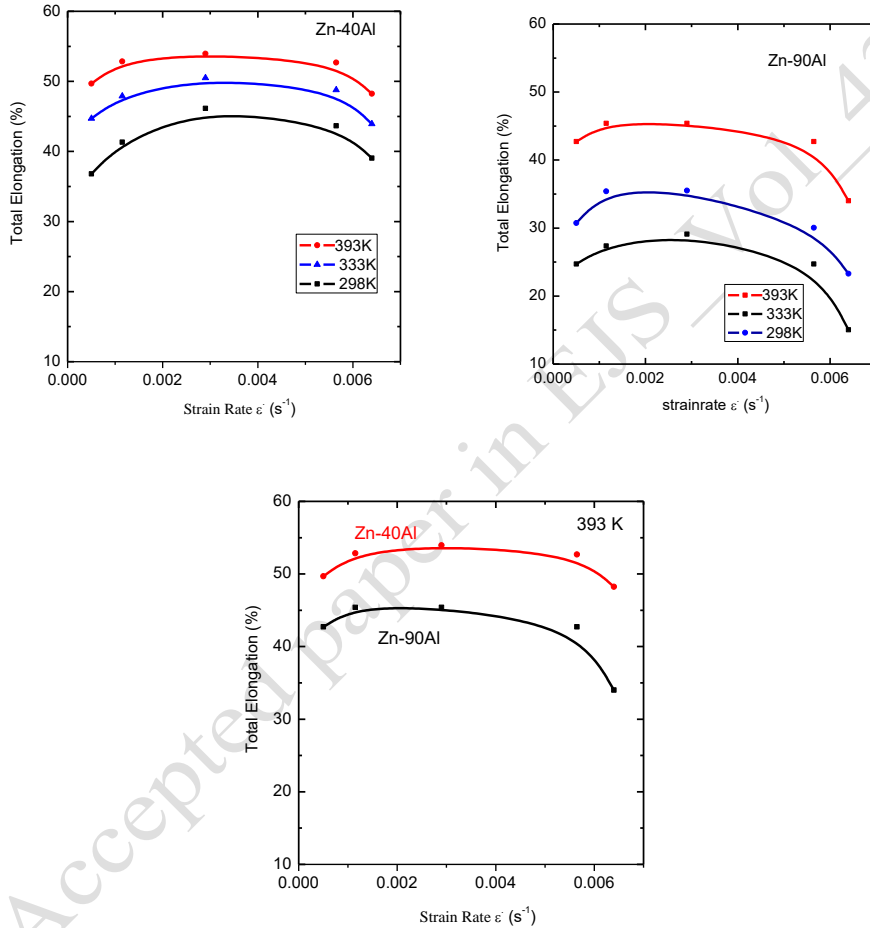 Zn-40Al
60
50
40
30
20
10
Total Elongation (%)
393K
333K
298K
0.000 0.002 0.004 0.006
Strain Rate ε˙ (s⁻¹)
Zn-90Al
60
50
40
30
20
10
Total Elongation (%)
393K
333K
298K
0.000 0.002 0.004 0.006
strainrate ε˙ (s⁻¹)
393 K
Zn-40Al
Zn-90Al
60
50
40
30
20
10
Total Elongation (%)
0.000 0.002 0.004 0.006
Strain Rate ε˙ (s⁻¹)
Accepted paper in EJS_Vol_4